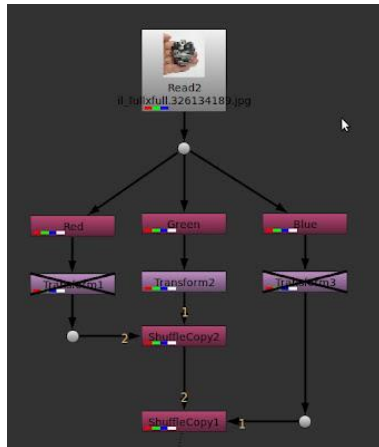 Read2
il_fullxfull.326134189.jpg
Red
Green
Blue
Transform1
Transform2
Transform3
1
2
ShuffleCopy2
2
ShuffleCopy1
1